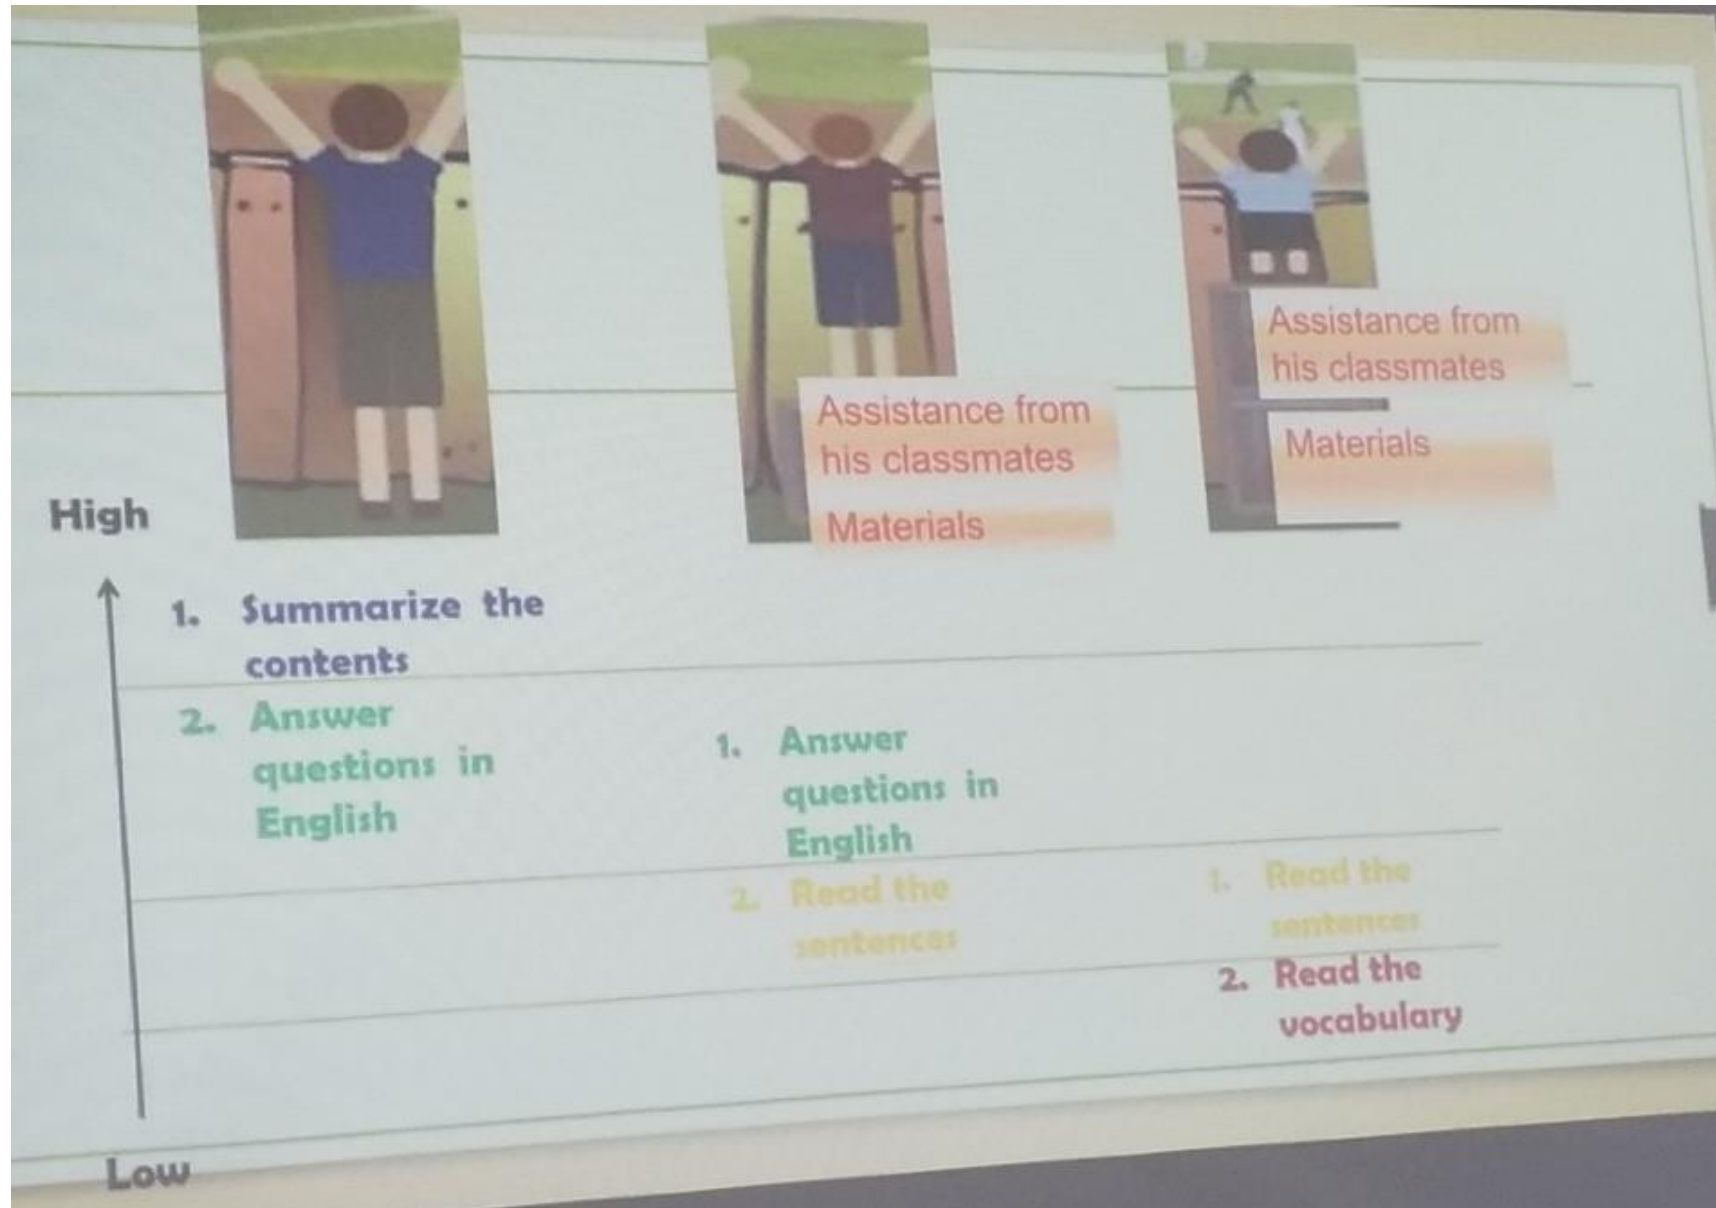 Assistance from
his classmates
Materials
Assistance from
his classmates
Materials
High
1. Summarize the
contents
2. Answer
questions in
English
1. Answer
questions in
English
2. Read the
sentences
1. Read the
sentences
2. Read the
vocabulary
Low